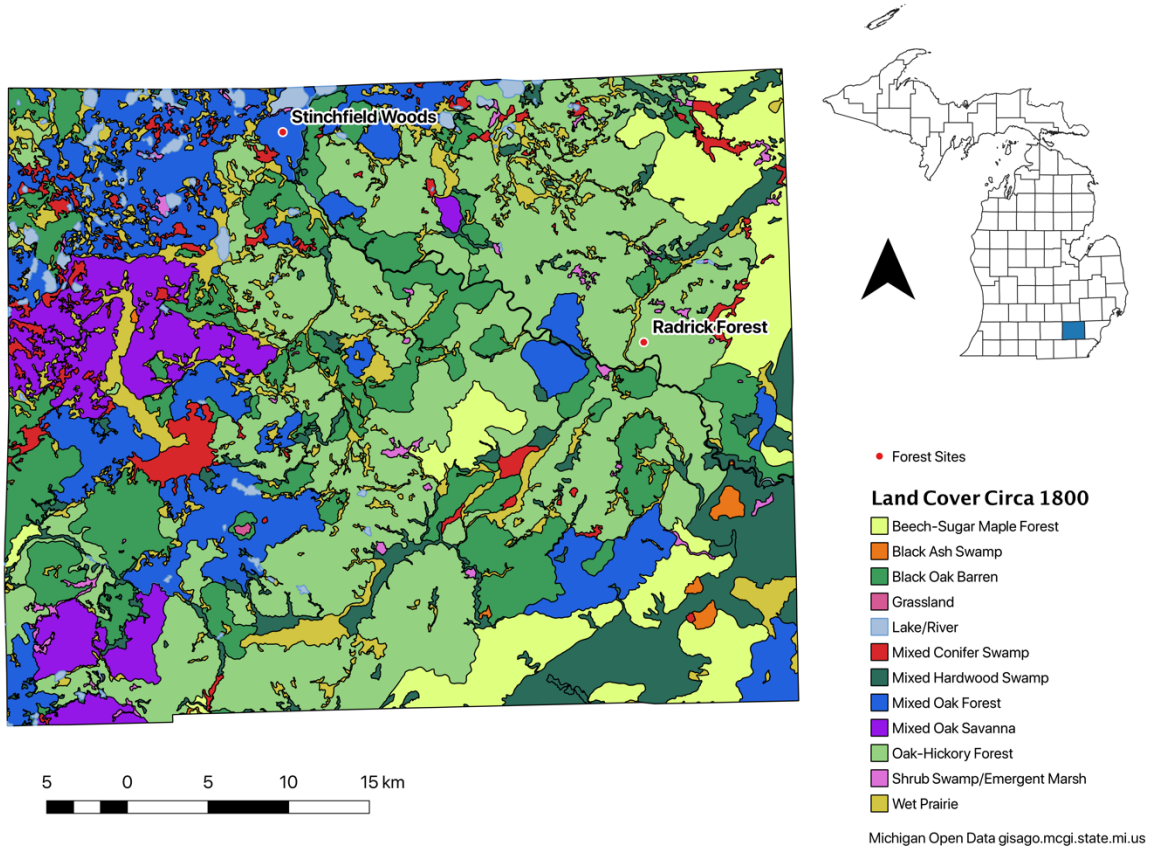 Stinchfield Woods
Radrick Forest
Forest Sites
Land Cover Circa 1800
Beech-Sugar Maple Forest
Black Ash Swamp
Black Oak Barren
Grassland
Lake/River
Mixed Conifer Swamp
Mixed Hardwood Swamp
Mixed Oak Forest
Mixed Oak Savanna
Oak-Hickory Forest
Shrub Swamp/Emergent Marsh
Wet Prairie
5 0 5 10 15 km
Michigan Open Data gisago.mcgi.state.mi.us